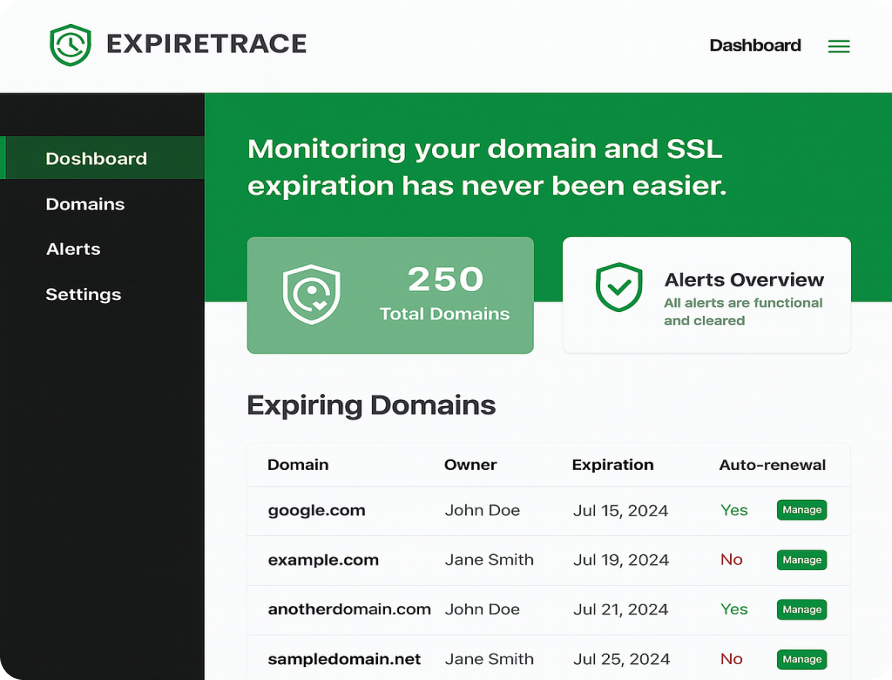 EXPIRETRACE
Dashboard
Doshboard
Domains
Alerts
Settings
Monitoring your domain and SSL
expiration has never been easier.
250
Total Domains
Alerts Overview
All alerts are functional
and cleared
Expiring Domains
Domain Owner Expiration Auto-renewal
google.com John Doe Jul 15, 2024 Yes Manage
example.com Jane Smith Jul 19, 2024 No Manage
anotherdomain.com John Doe Jul 21, 2024 Yes Manage
sampledomain.net Jane Smith Jul 25, 2024 No Manage